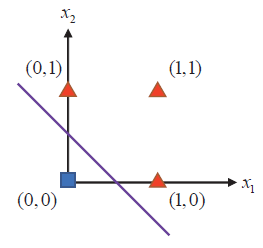 x₂
(0,1) (1,1)
x₁
(0,0) (1,0)